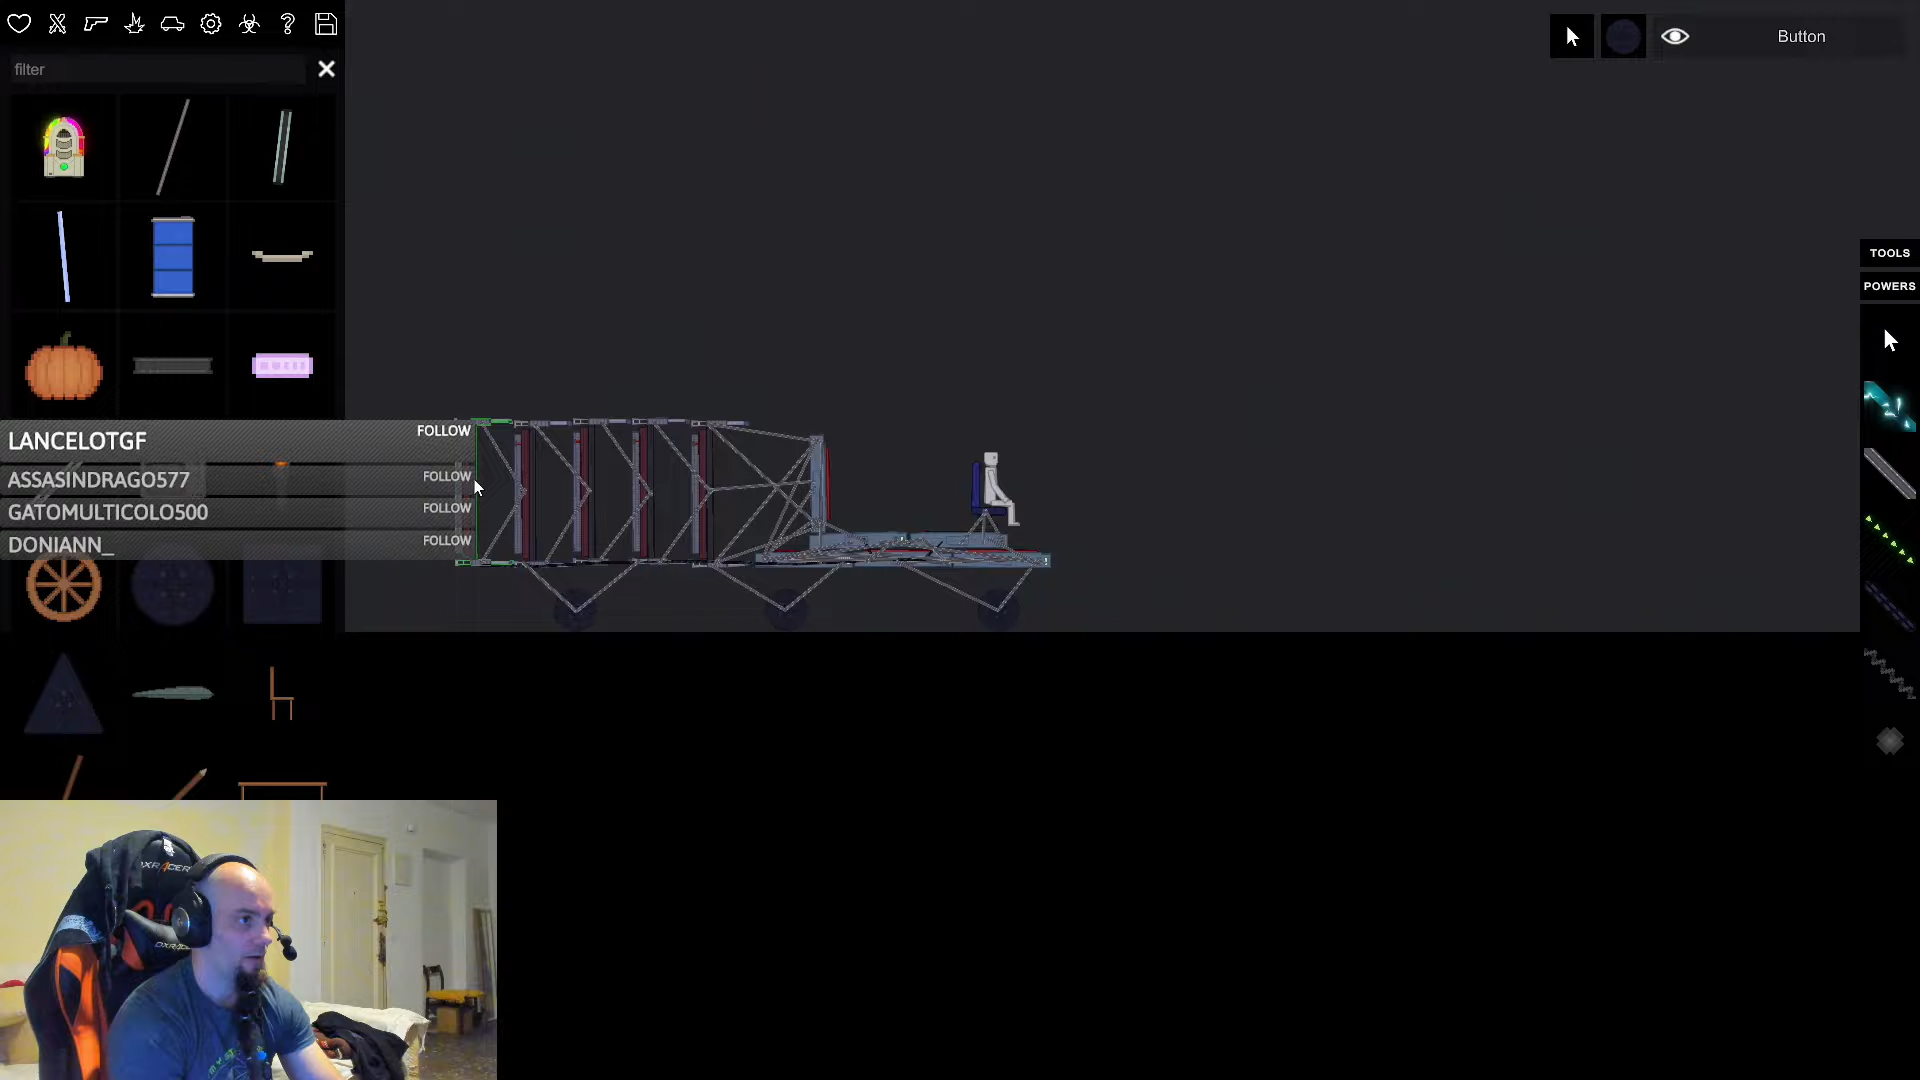 filter
Button
TOOLS
POWERS
LANCELOTGF FOLLOW
ASSASINDRAGO577 FOLLOW
GATOMULTICOLO500 FOLLOW
DONIANN_ FOLLOW